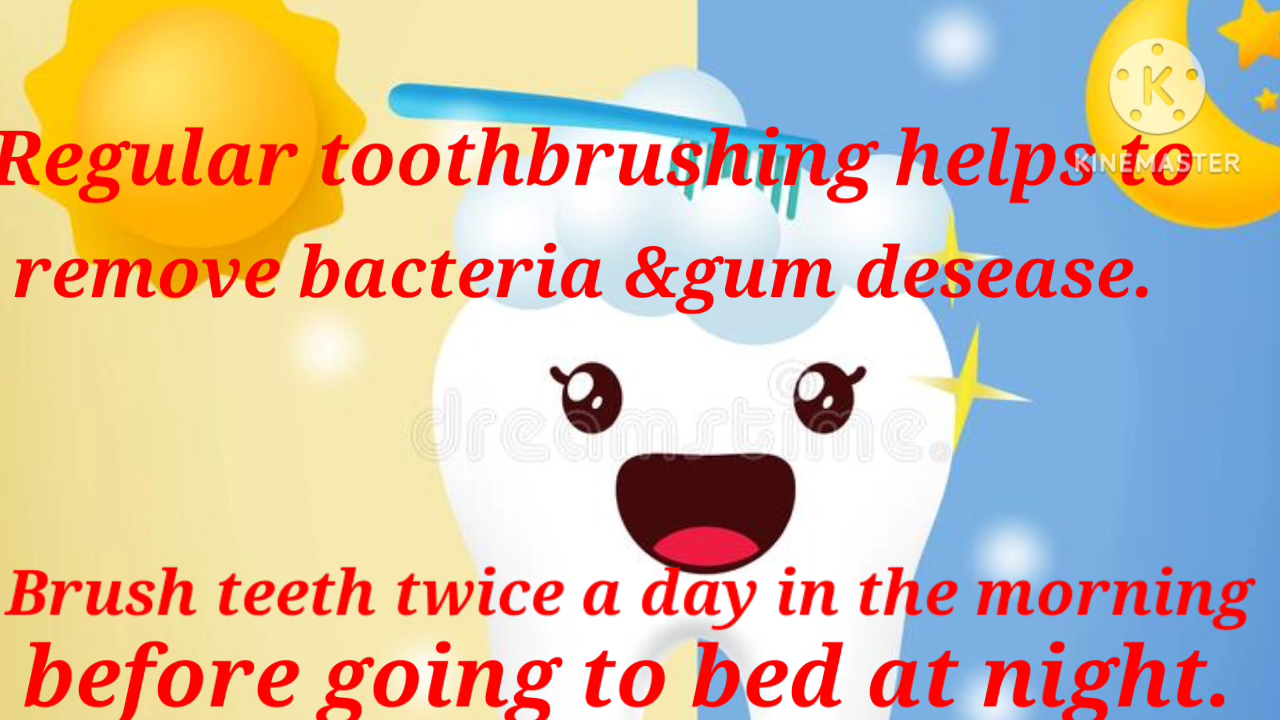 Regular toothbrushing helps to
KINEMASTER
remove bacteria &gum desease.
dreamstime.
Brush teeth twice a day in the morning
before going to bed at night.